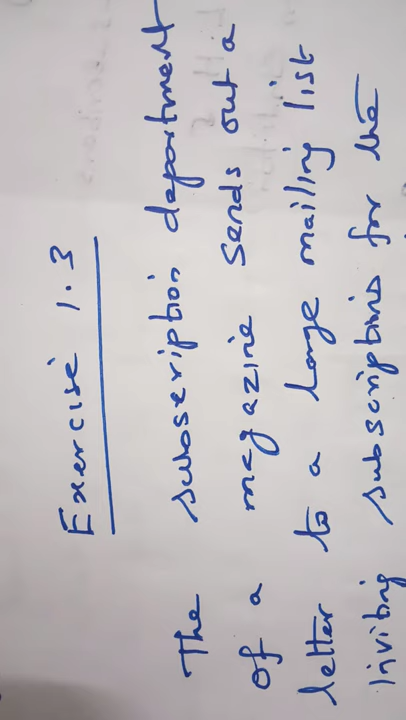 Exercise 1.3
The subscription department
of a magazine sends out a
letter to a large mailing list
inviting subscriptions for the